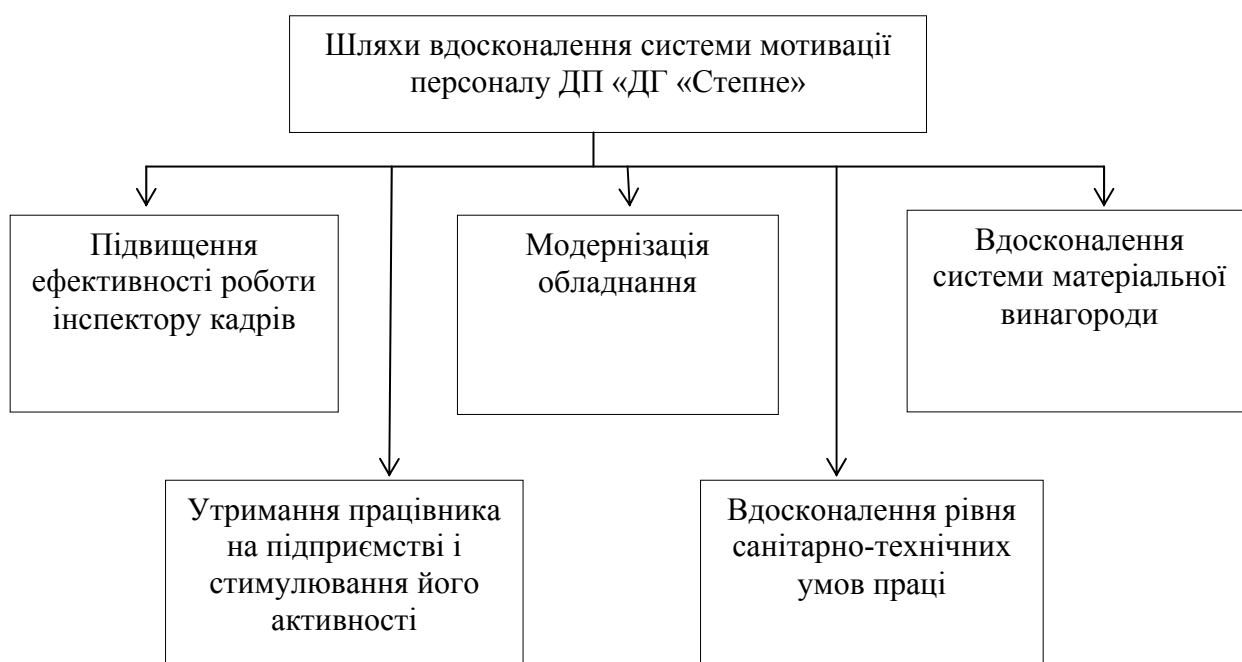 Шляхи вдосконалення системи мотивації
персоналу ДП «ДГ «Степне»
Підвищення
ефективності роботи
інспектору кадрів
Модернізація
обладнання
Вдосконалення
системи матеріальної
винагороди
Утримання працівника
на підприємстві і
стимулювання його
активності
Вдосконалення рівня
санітарно-технічних
умов праці